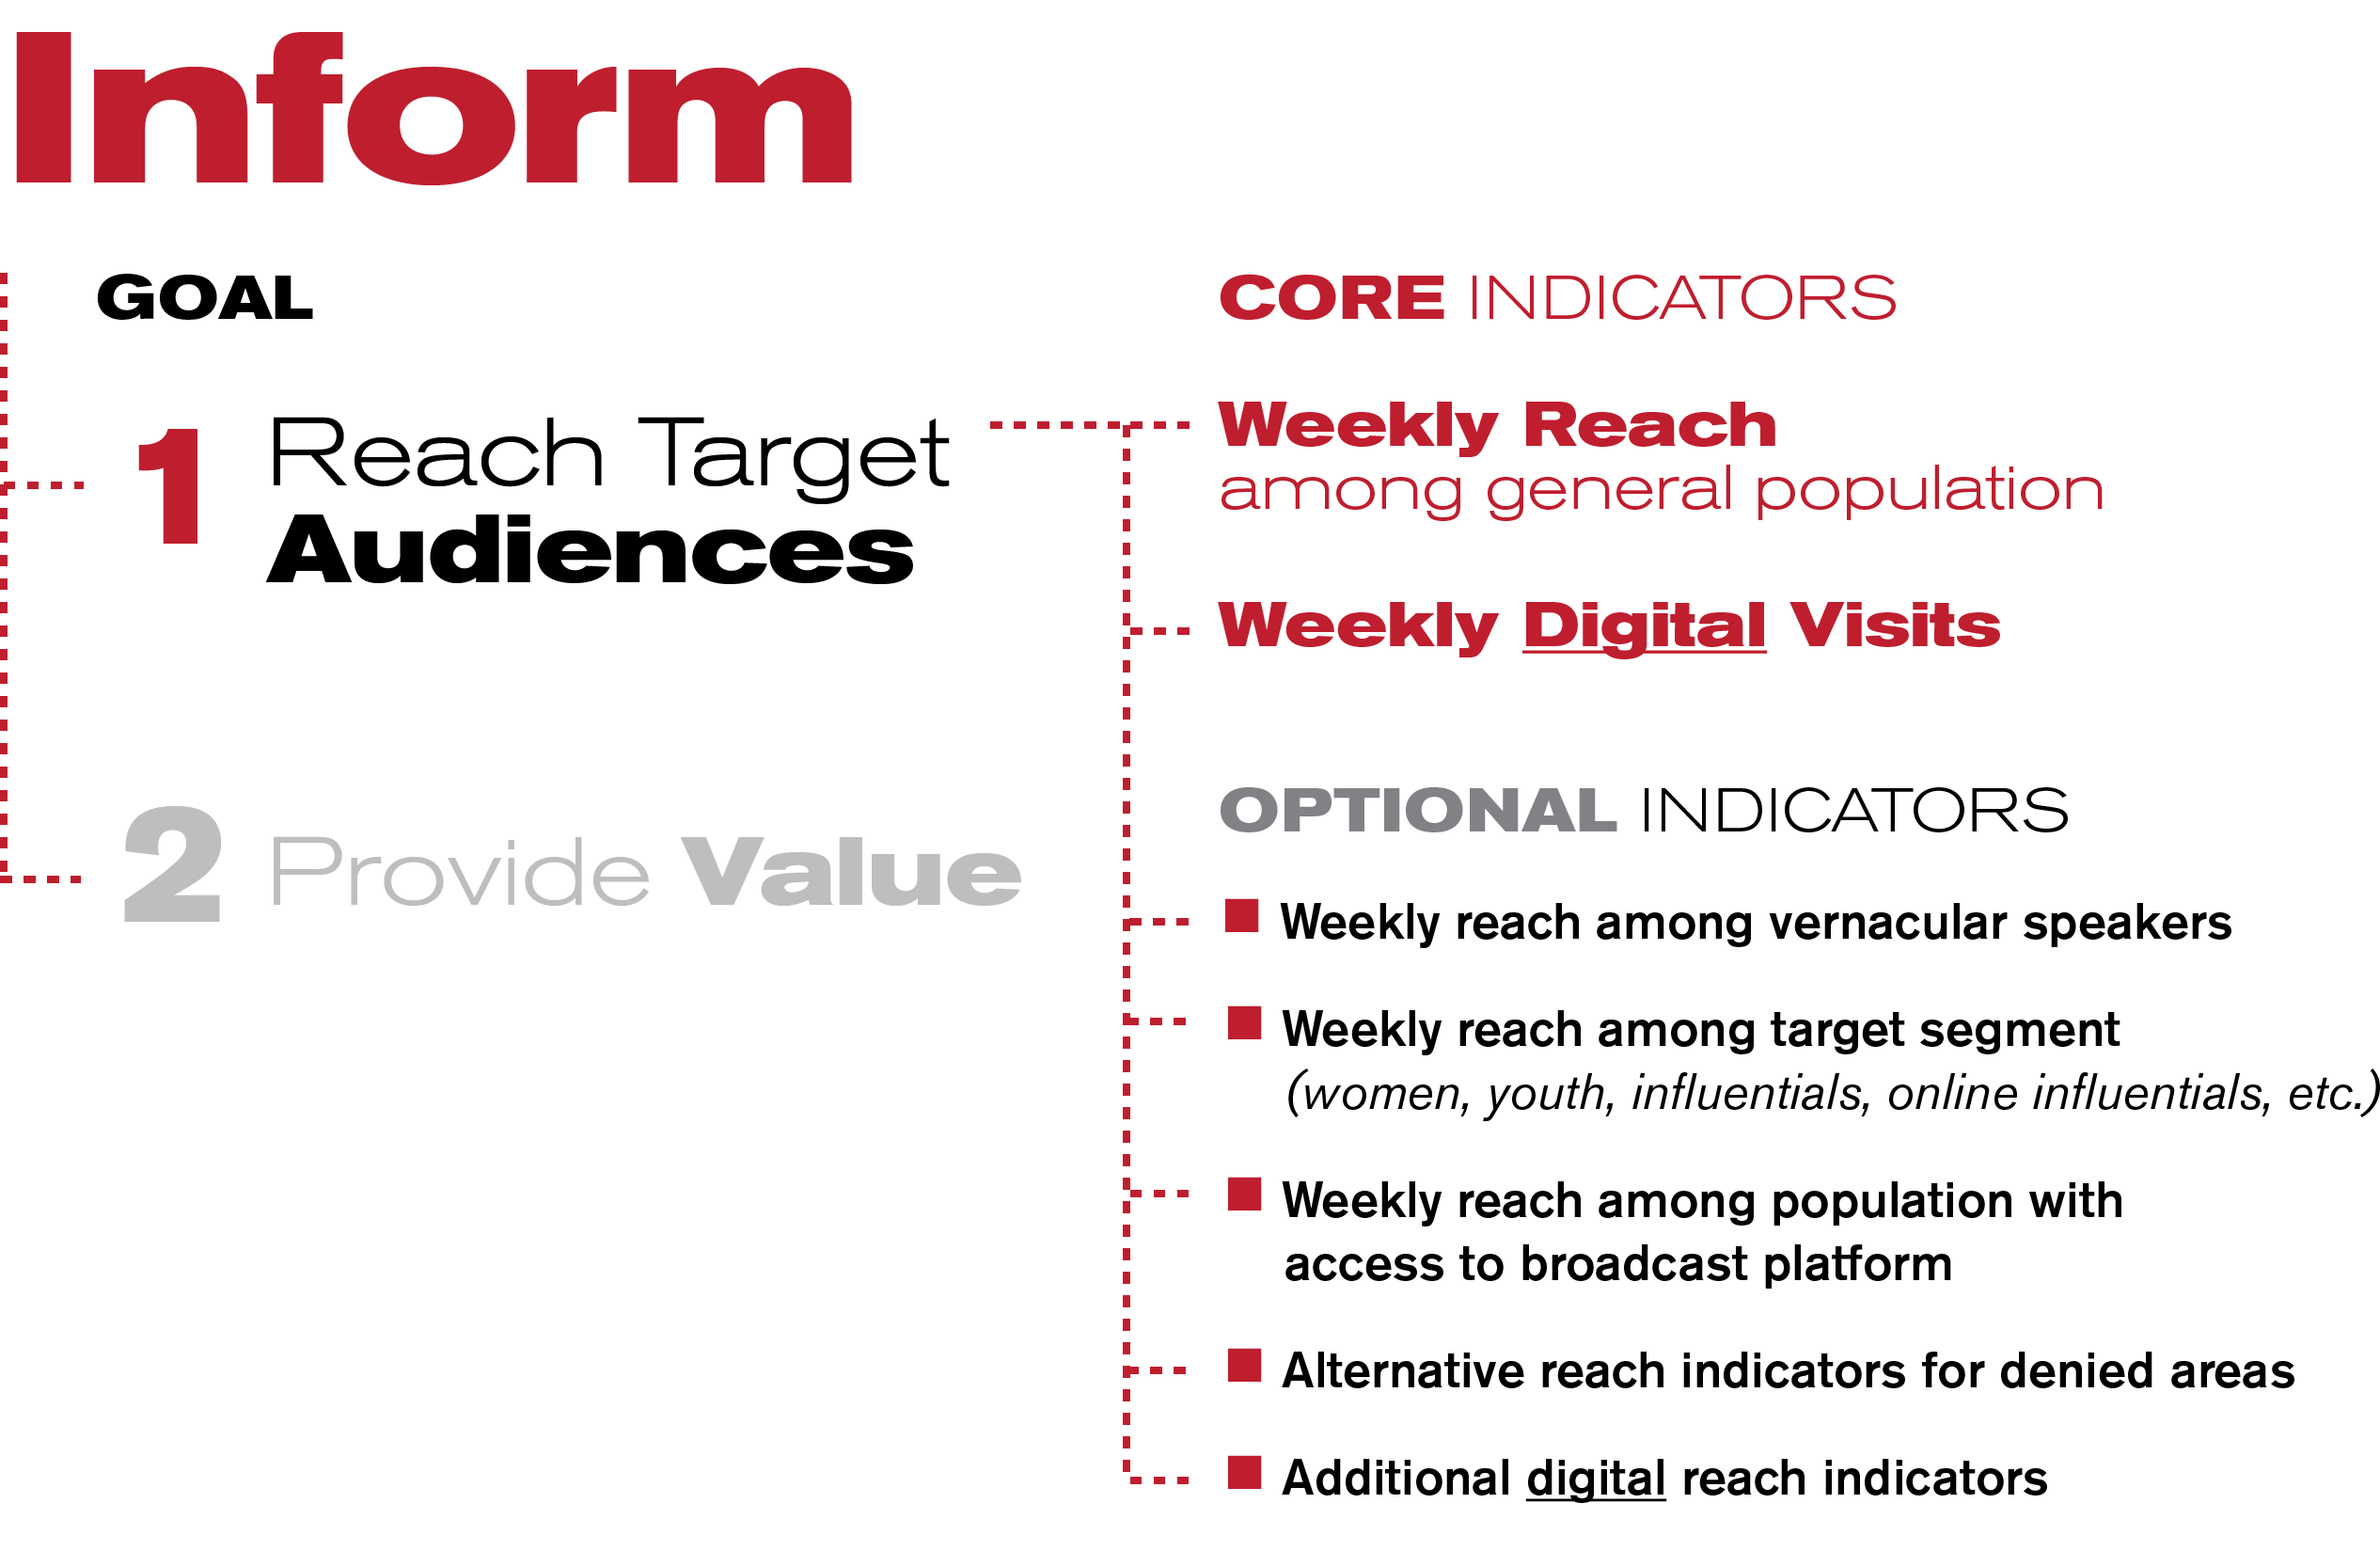 Inform
GOAL
1 Reach Target
Audiences
2 Provide Value
CORE INDICATORS
Weekly Reach
among general population
Weekly Digital Visits
OPTIONAL INDICATORS
Weekly reach among vernacular speakers
Weekly reach among target segment
(women, youth, influentials, online influentials, etc.)
Weekly reach among population with
access to broadcast platform
Alternative reach indicators for denied areas
Additional digital reach indicators